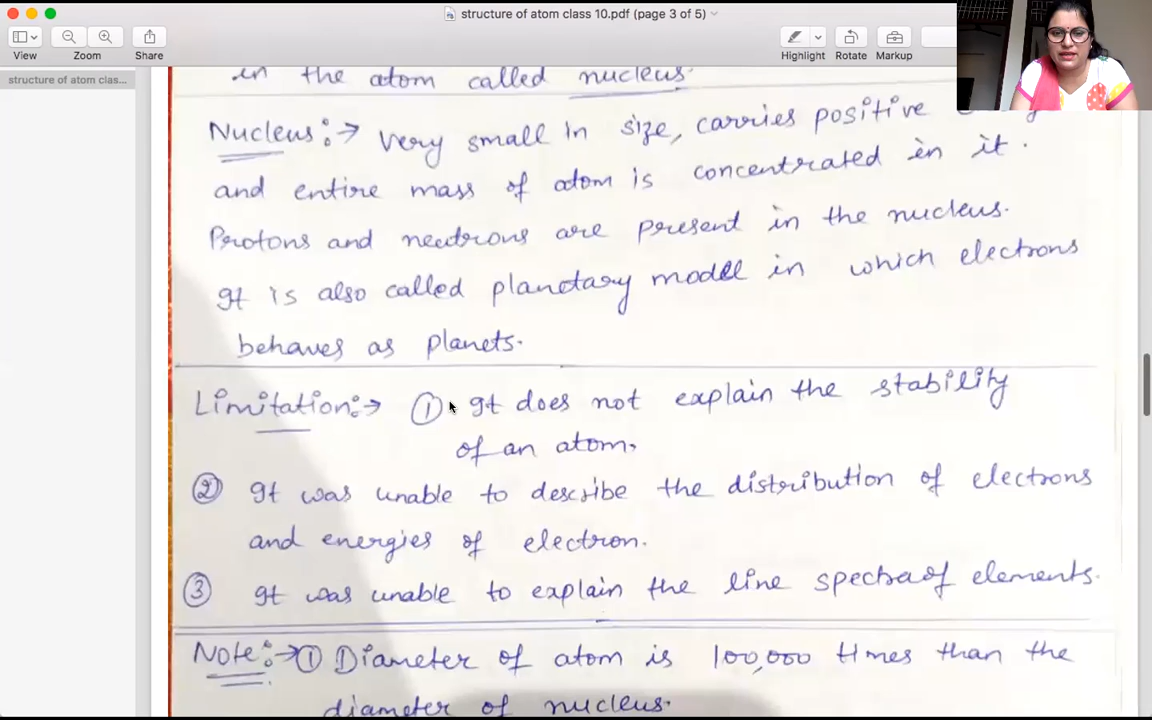 structure of atom class 10.pdf (page 3 of 5)
View
Zoom
Share
Highlight
Rotate
Markup
structure of atom clas...
in the atom called nucleus.
Nucleus:→ Very small in size, carries positive
and entire mass of atom is concentrated in it.
Protons and neutrons are present in the nucleus.
It is also called planetary model in which electrons
behaves as planets.
Limitation:→ ① It does not explain the stability
of an atom.
② It was unable to describe the distribution of electrons
and energies of electron.
③ It was unable to explain the line spectra of elements.
Note:→ ① Diameter of atom is 100,000 times than the
diameter of nucleus.